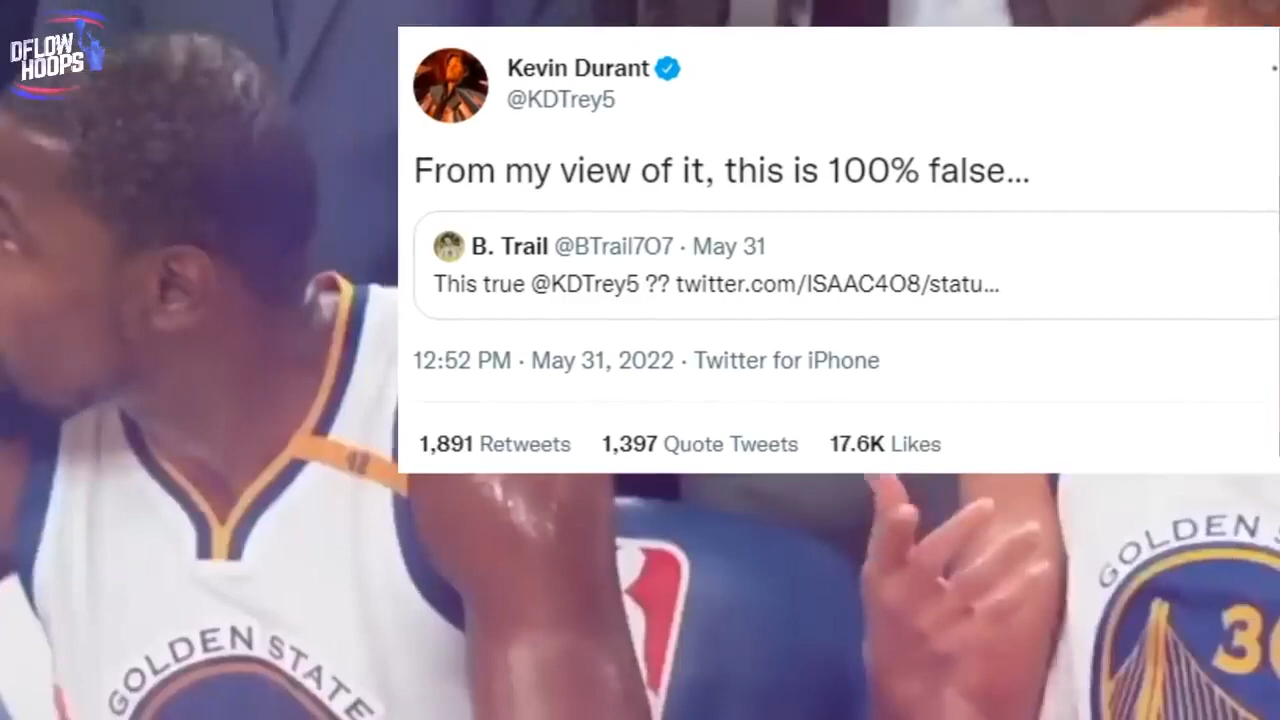 DFLOW
HOOPS
Kevin Durant
@KDTrey5
From my view of it, this is 100% false...
B. Trail @BTrail707 · May 31
This true @KDTrey5 ?? twitter.com/ISAAC408/statu...
12:52 PM · May 31, 2022 · Twitter for iPhone
1,891 Retweets 1,397 Quote Tweets 17.6K Likes
42
GOLDEN STATE
GOLDEN S
30